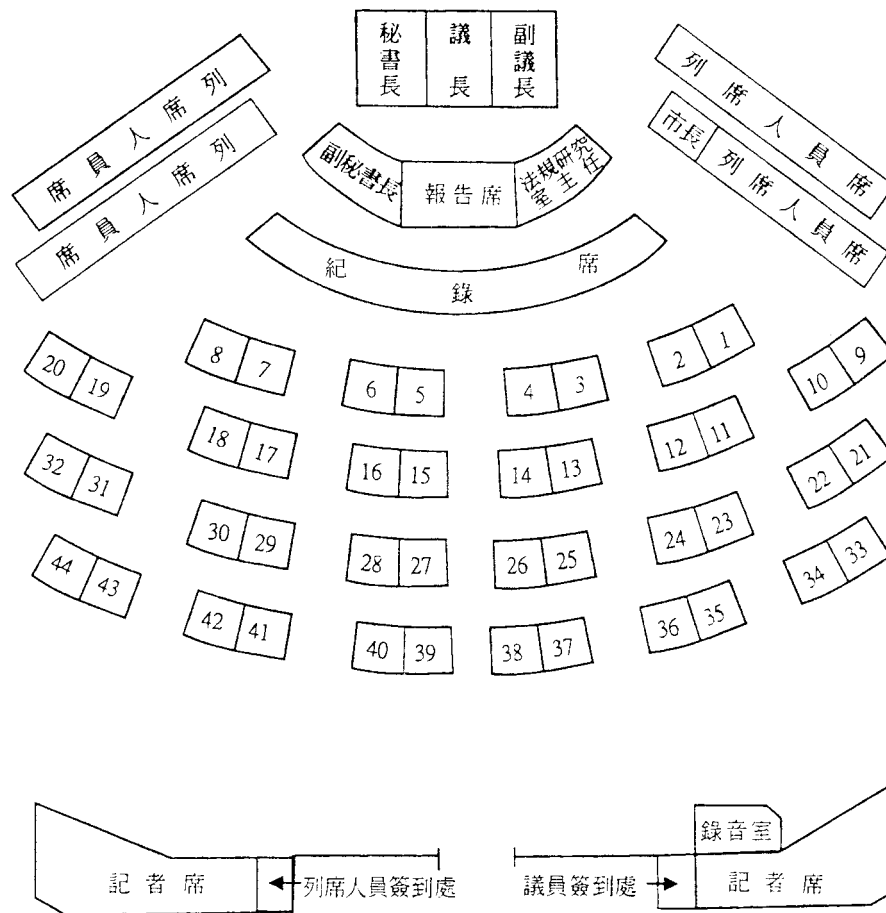 秘書長 議長 副議長
席員人席列
席員人席列
列席人員席
市長 列席人員席
副秘書長 報告席 法規研究室主任
紀錄席
20 19 8 7 6 5 4 3 2 1 10 9
32 31 18 17 16 15 14 13 12 11 22 21
44 43 30 29 28 27 26 25 24 23 34 33
42 41 40 39 38 37 36 35
錄音室
記者席 列席人員簽到處 議員簽到處 記者席